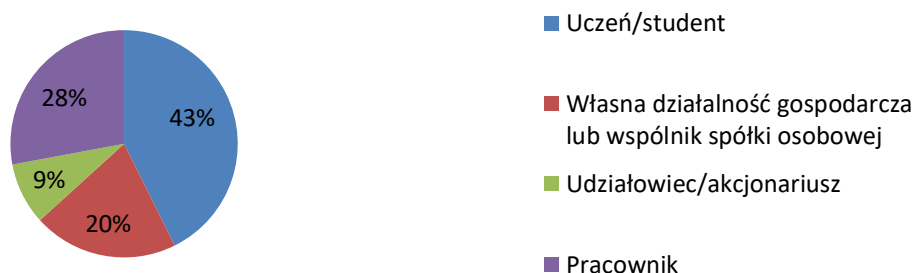 43%
20%
9%
28%
Uczeń/student
Własna działalność gospodarcza
lub wspólnik spółki osobowej
Udziałowiec/akcjonariusz
Pracownik